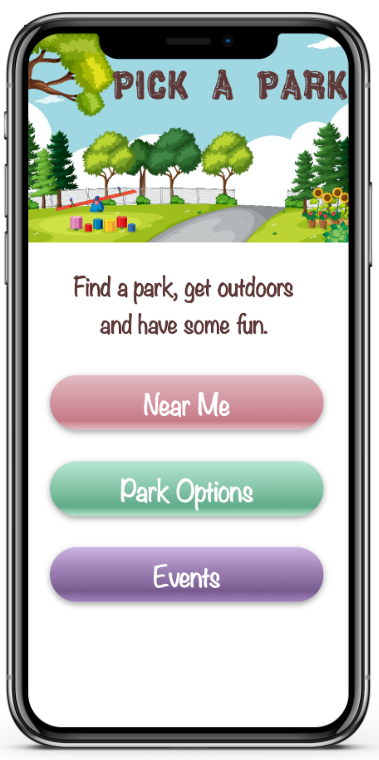 PICK A PARK
Find a park, get outdoors
and have some fun.
Near Me
Park Options
Events